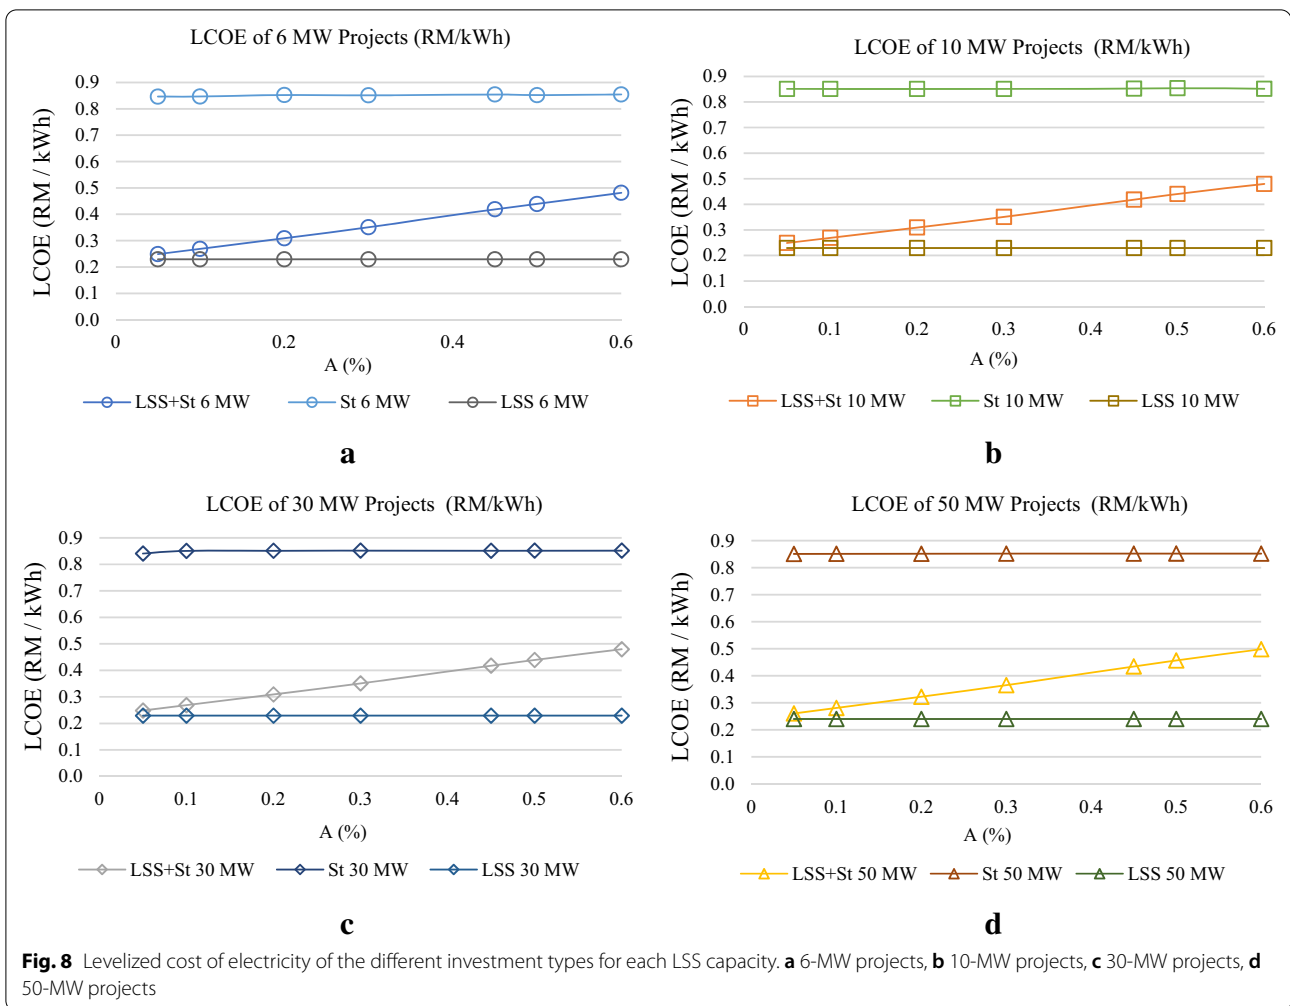 LCOE of 6 MW Projects (RM/kWh)
LCOE (RM / kWh)
0.9
0.8
0.7
0.6
0.5
0.4
0.3
0.2
0.1
0.0
0 0.2 0.4 0.6
A (%)
LSS+St 6 MW St 6 MW LSS 6 MW
a
LCOE of 10 MW Projects (RM/kWh)
LCOE (RM / kWh)
0.9
0.8
0.7
0.6
0.5
0.4
0.3
0.2
0.1
0.0
0 0.1 0.2 0.3 0.4 0.5 0.6
A (%)
LSS+St 10 MW St 10 MW LSS 10 MW
b
LCOE of 30 MW Projects (RM/kWh)
LCOE (RM / kWh)
0.9
0.8
0.7
0.6
0.5
0.4
0.3
0.2
0.1
0.0
0 0.1 0.2 0.3 0.4 0.5 0.6
A (%)
LSS+St 30 MW St 30 MW LSS 30 MW
c
LCOE of 50 MW Projects (RM/kWh)
LCOE (RM / kWh)
0.9
0.8
0.7
0.6
0.5
0.4
0.3
0.2
0.1
0.0
0 0.1 0.2 0.3 0.4 0.5 0.6
A (%)
LSS+St 50 MW St 50 MW LSS 50 MW
d
Fig. 8 Levelized cost of electricity of the different investment types for each LSS capacity. a 6-MW projects, b 10-MW projects, c 30-MW projects, d
50-MW projects